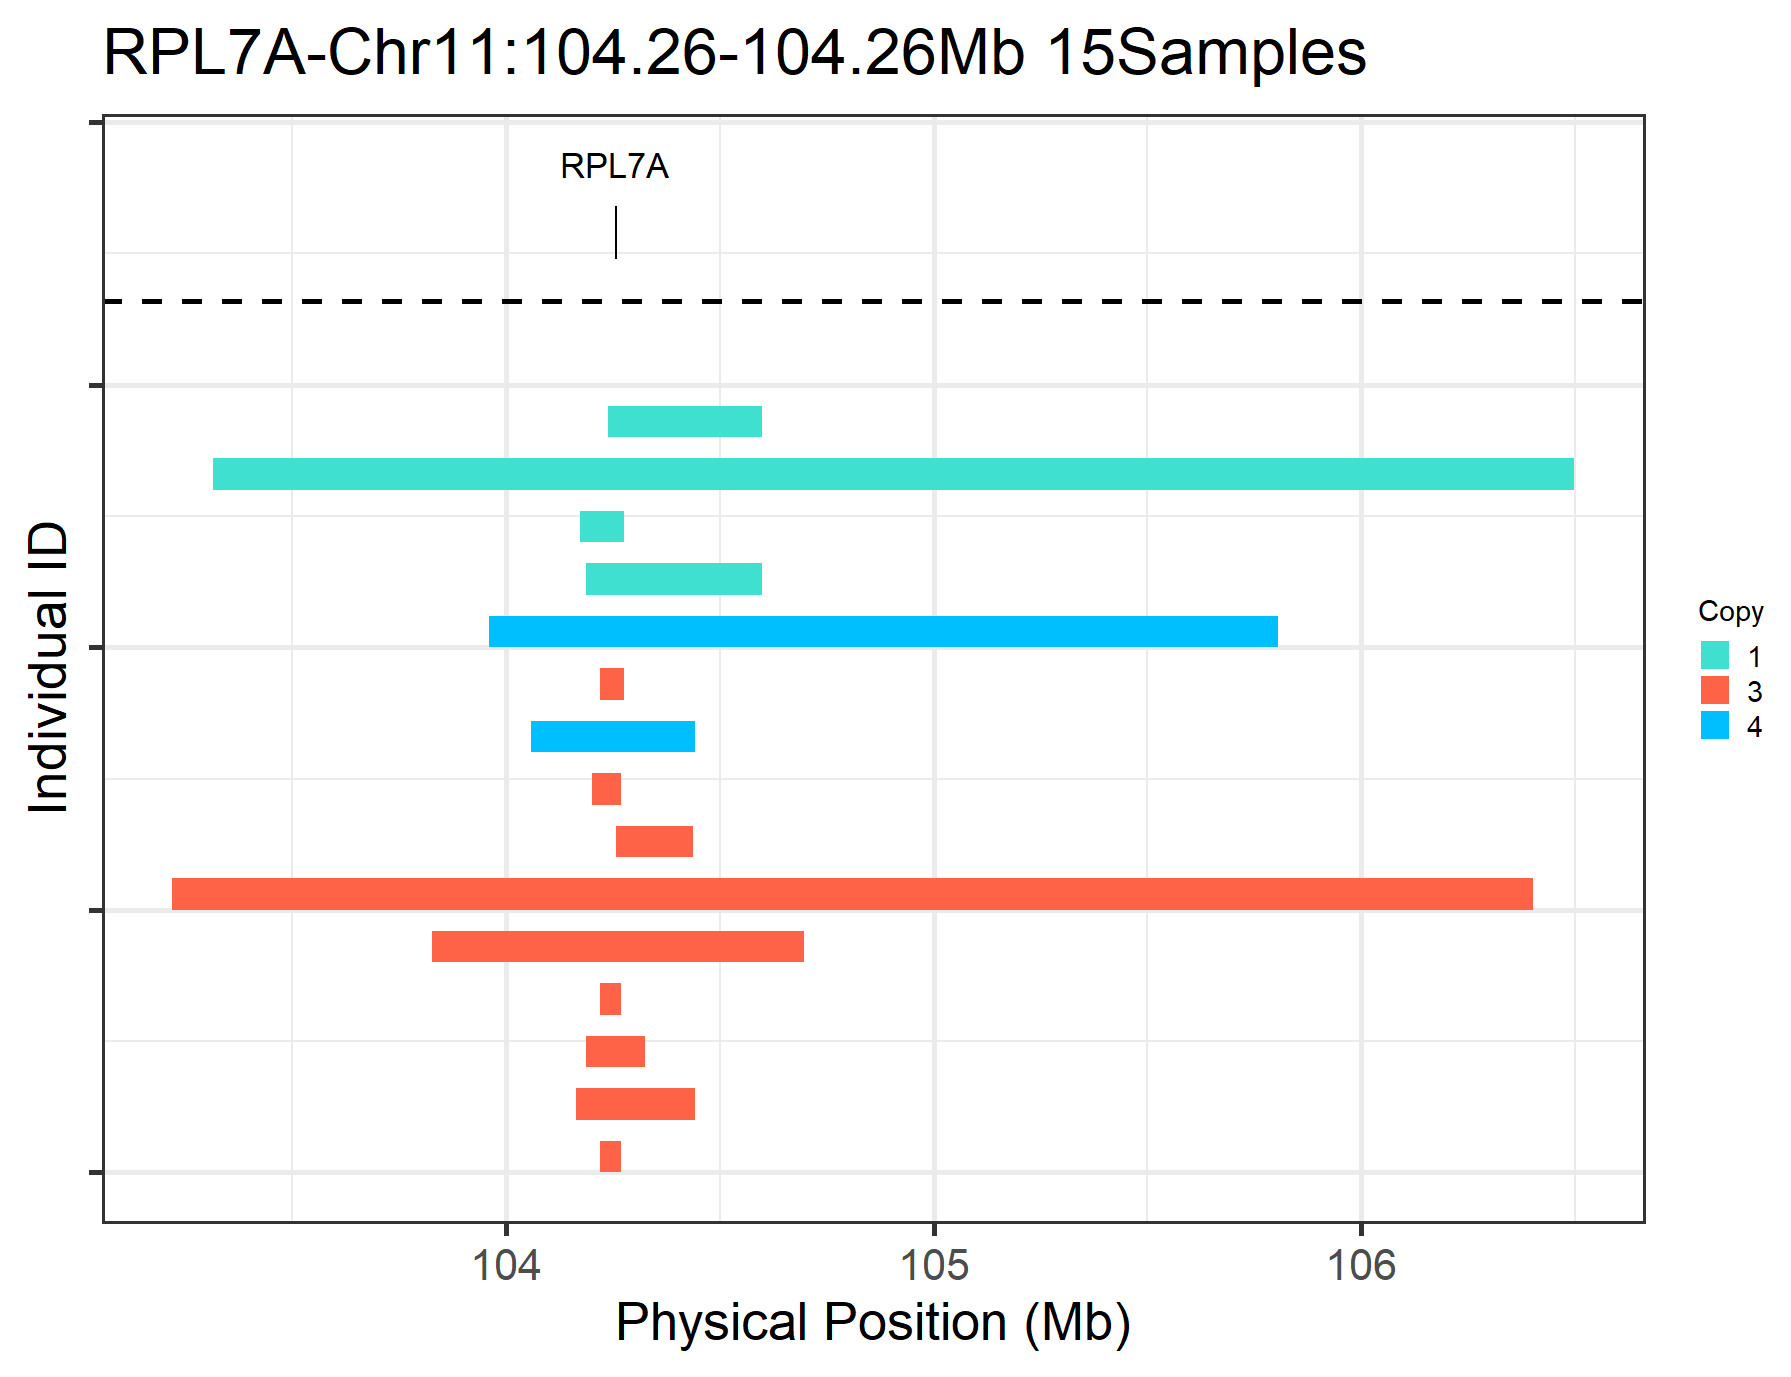 RPL7A-Chr11:104.26-104.26Mb 15Samples
RPL7A
Individual ID
Copy
1
3
4
104
105
106
Physical Position (Mb)